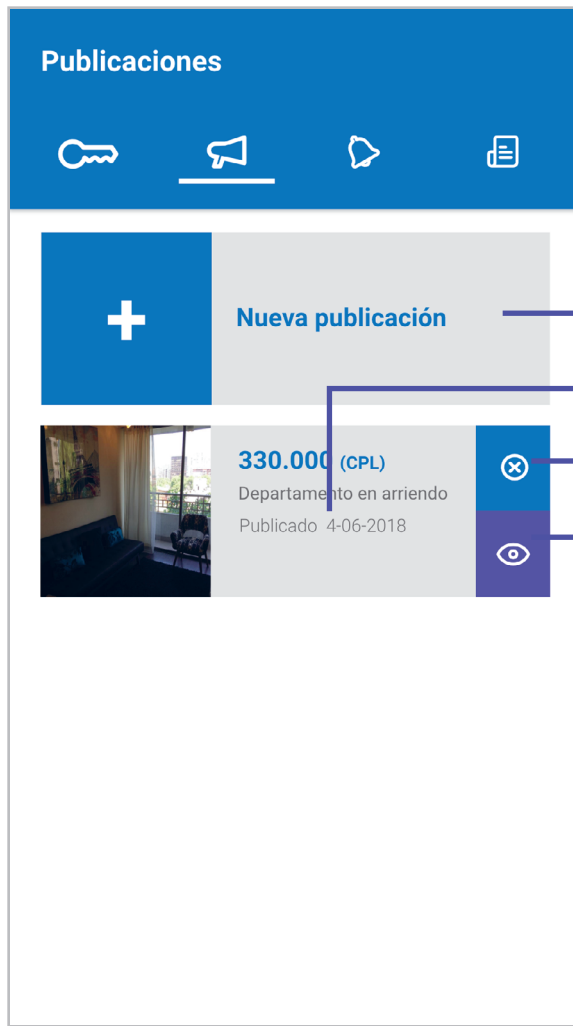 Publicaciones
Nueva publicación
330.000 (CPL)
Departamento en arriendo
Publicado 4-06-2018